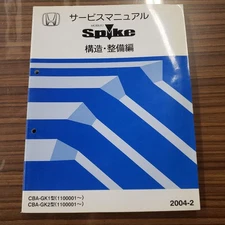 サービスマニュアル
MOBILIO
Spike
構造・整備編
CBA-GK1型(1100001〜)
CBA-GK2型(1100001〜)
2004-2